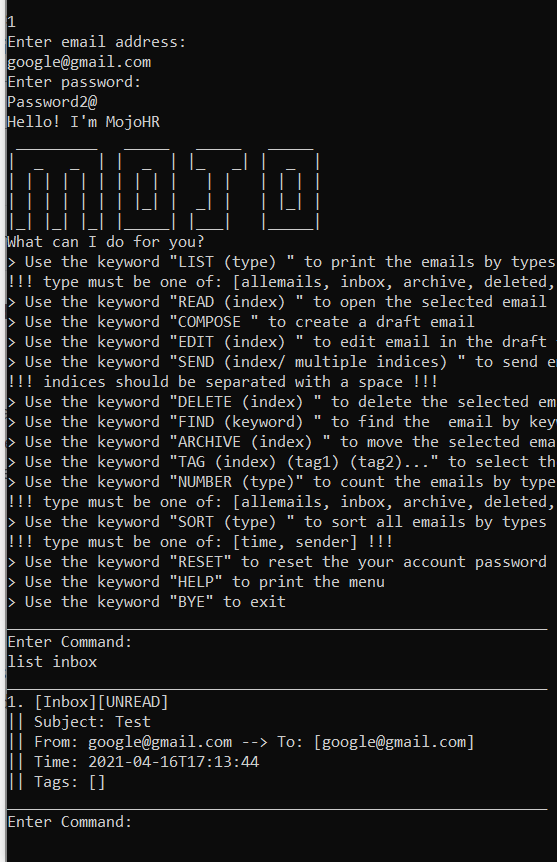 1
Enter email address:
google@gmail.com
Enter password:
Password2@
Hello! I'm MojoHR
MOJO
What can I do for you?
> Use the keyword "LIST (type) " to print the emails by types
!!! type must be one of: [allemails, inbox, archive, deleted,
> Use the keyword "READ (index) " to open the selected email
> Use the keyword "COMPOSE " to create a draft email
> Use the keyword "EDIT (index) " to edit email in the draft
> Use the keyword "SEND (index/ multiple indices) " to send em
!!! indices should be separated with a space !!!
> Use the keyword "DELETE (index) " to delete the selected em
> Use the keyword "FIND (keyword) " to find the  email by key
> Use the keyword "ARCHIVE (index) " to move the selected ema
> Use the keyword "TAG (index) (tag1) (tag2)..." to select th
> Use the keyword "NUMBER (type)" to count the emails by type
!!! type must be one of: [allemails, inbox, archive, deleted,
> Use the keyword "SORT (type) " to sort all emails by types
!!! type must be one of: [time, sender] !!!
> Use the keyword "RESET" to reset the your account password
> Use the keyword "HELP" to print the menu
> Use the keyword "BYE" to exit
Enter Command:
list inbox
1. [Inbox][UNREAD]
|| Subject: Test
|| From: google@gmail.com --> To: [google@gmail.com]
|| Time: 2021-04-16T17:13:44
|| Tags: []
Enter Command: